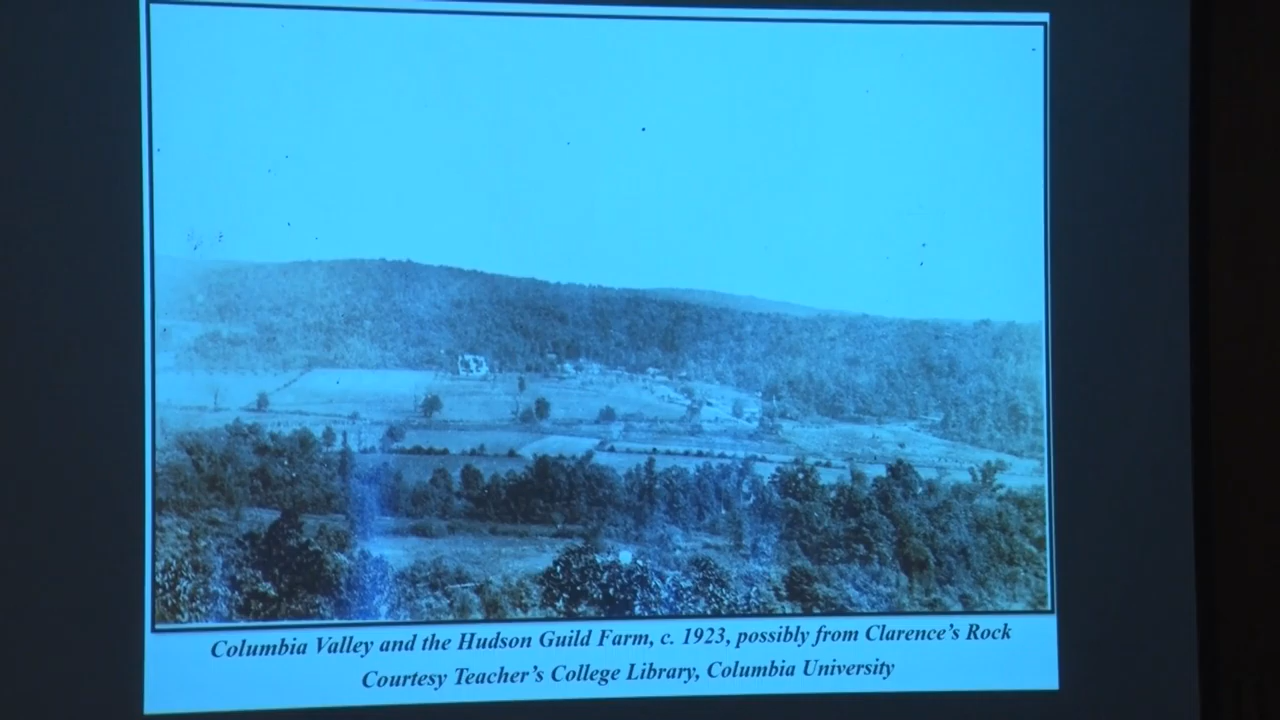 Columbia Valley and the Hudson Guild Farm, c. 1923, possibly from Clarence's Rock
Courtesy Teacher's College Library, Columbia University